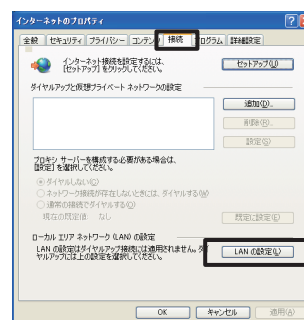 インターネットのプロパティ
全般 セキュリティ プライバシー コンテンツ 接続 プログラム 詳細設定
インターネット接続を設定するには、
[セットアップ] をクリックしてください。
セットアップ(U)
ダイヤルアップと仮想プライベート ネットワークの設定
追加(D)...
削除(R)...
設定(S)
プロキシ サーバーを構成する必要がある場合は、
[設定] を選択してください。
ダイヤルしない(C)
ネットワーク接続が存在しないときには、ダイヤルする(W)
通常の接続でダイヤルする(O)
現在の設定値: なし
既定に設定(E)
ローカル エリア ネットワーク (LAN) の設定
LAN の設定はダイヤルアップ接続には適用されません。ダイ
ヤルアップには上の設定を選択してください。
LAN の設定(L)
OK キャンセル 適用(A)